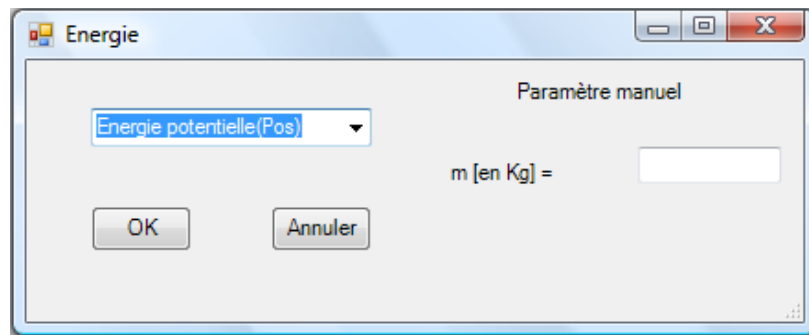 Energie
Paramètre manuel
Energie potentielle(Pos)
m [en Kg] =
OK
Annuler